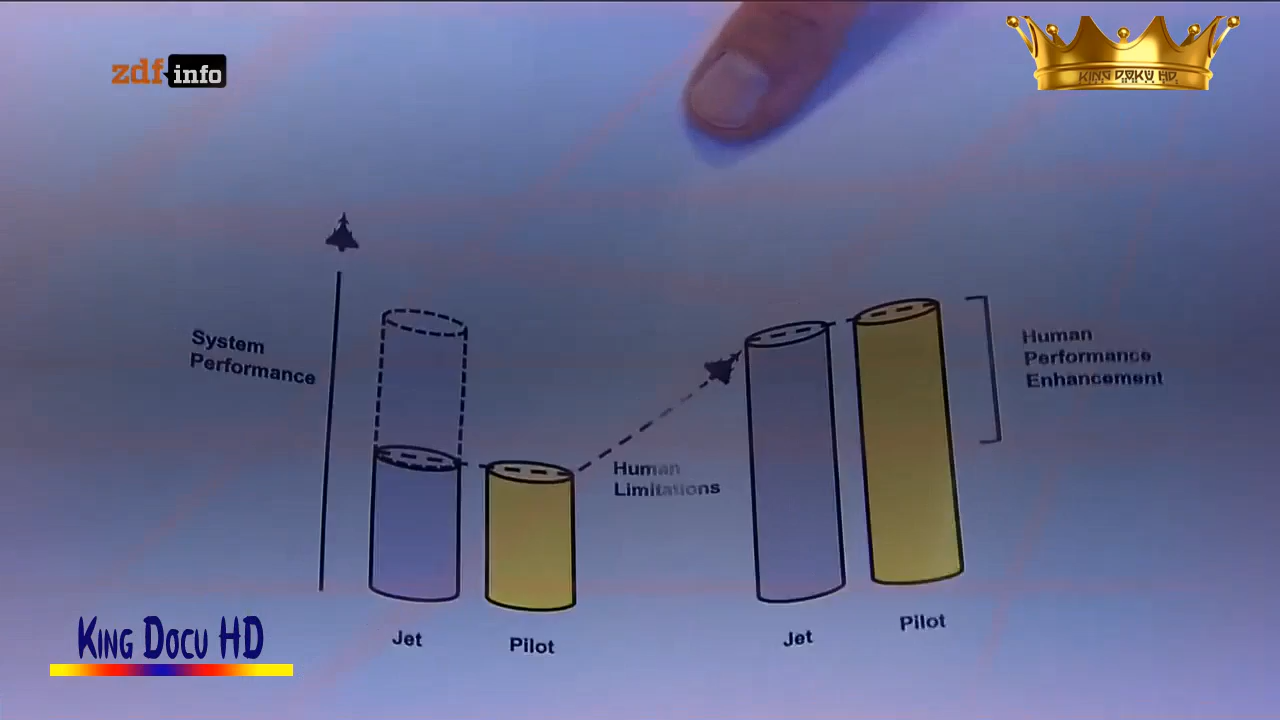 zdf info
KING DOKU HD
System
Performance
Human
Performance
Enhancement
Human
Limitations
Jet
Pilot
Jet
Pilot
KING DOCU HD